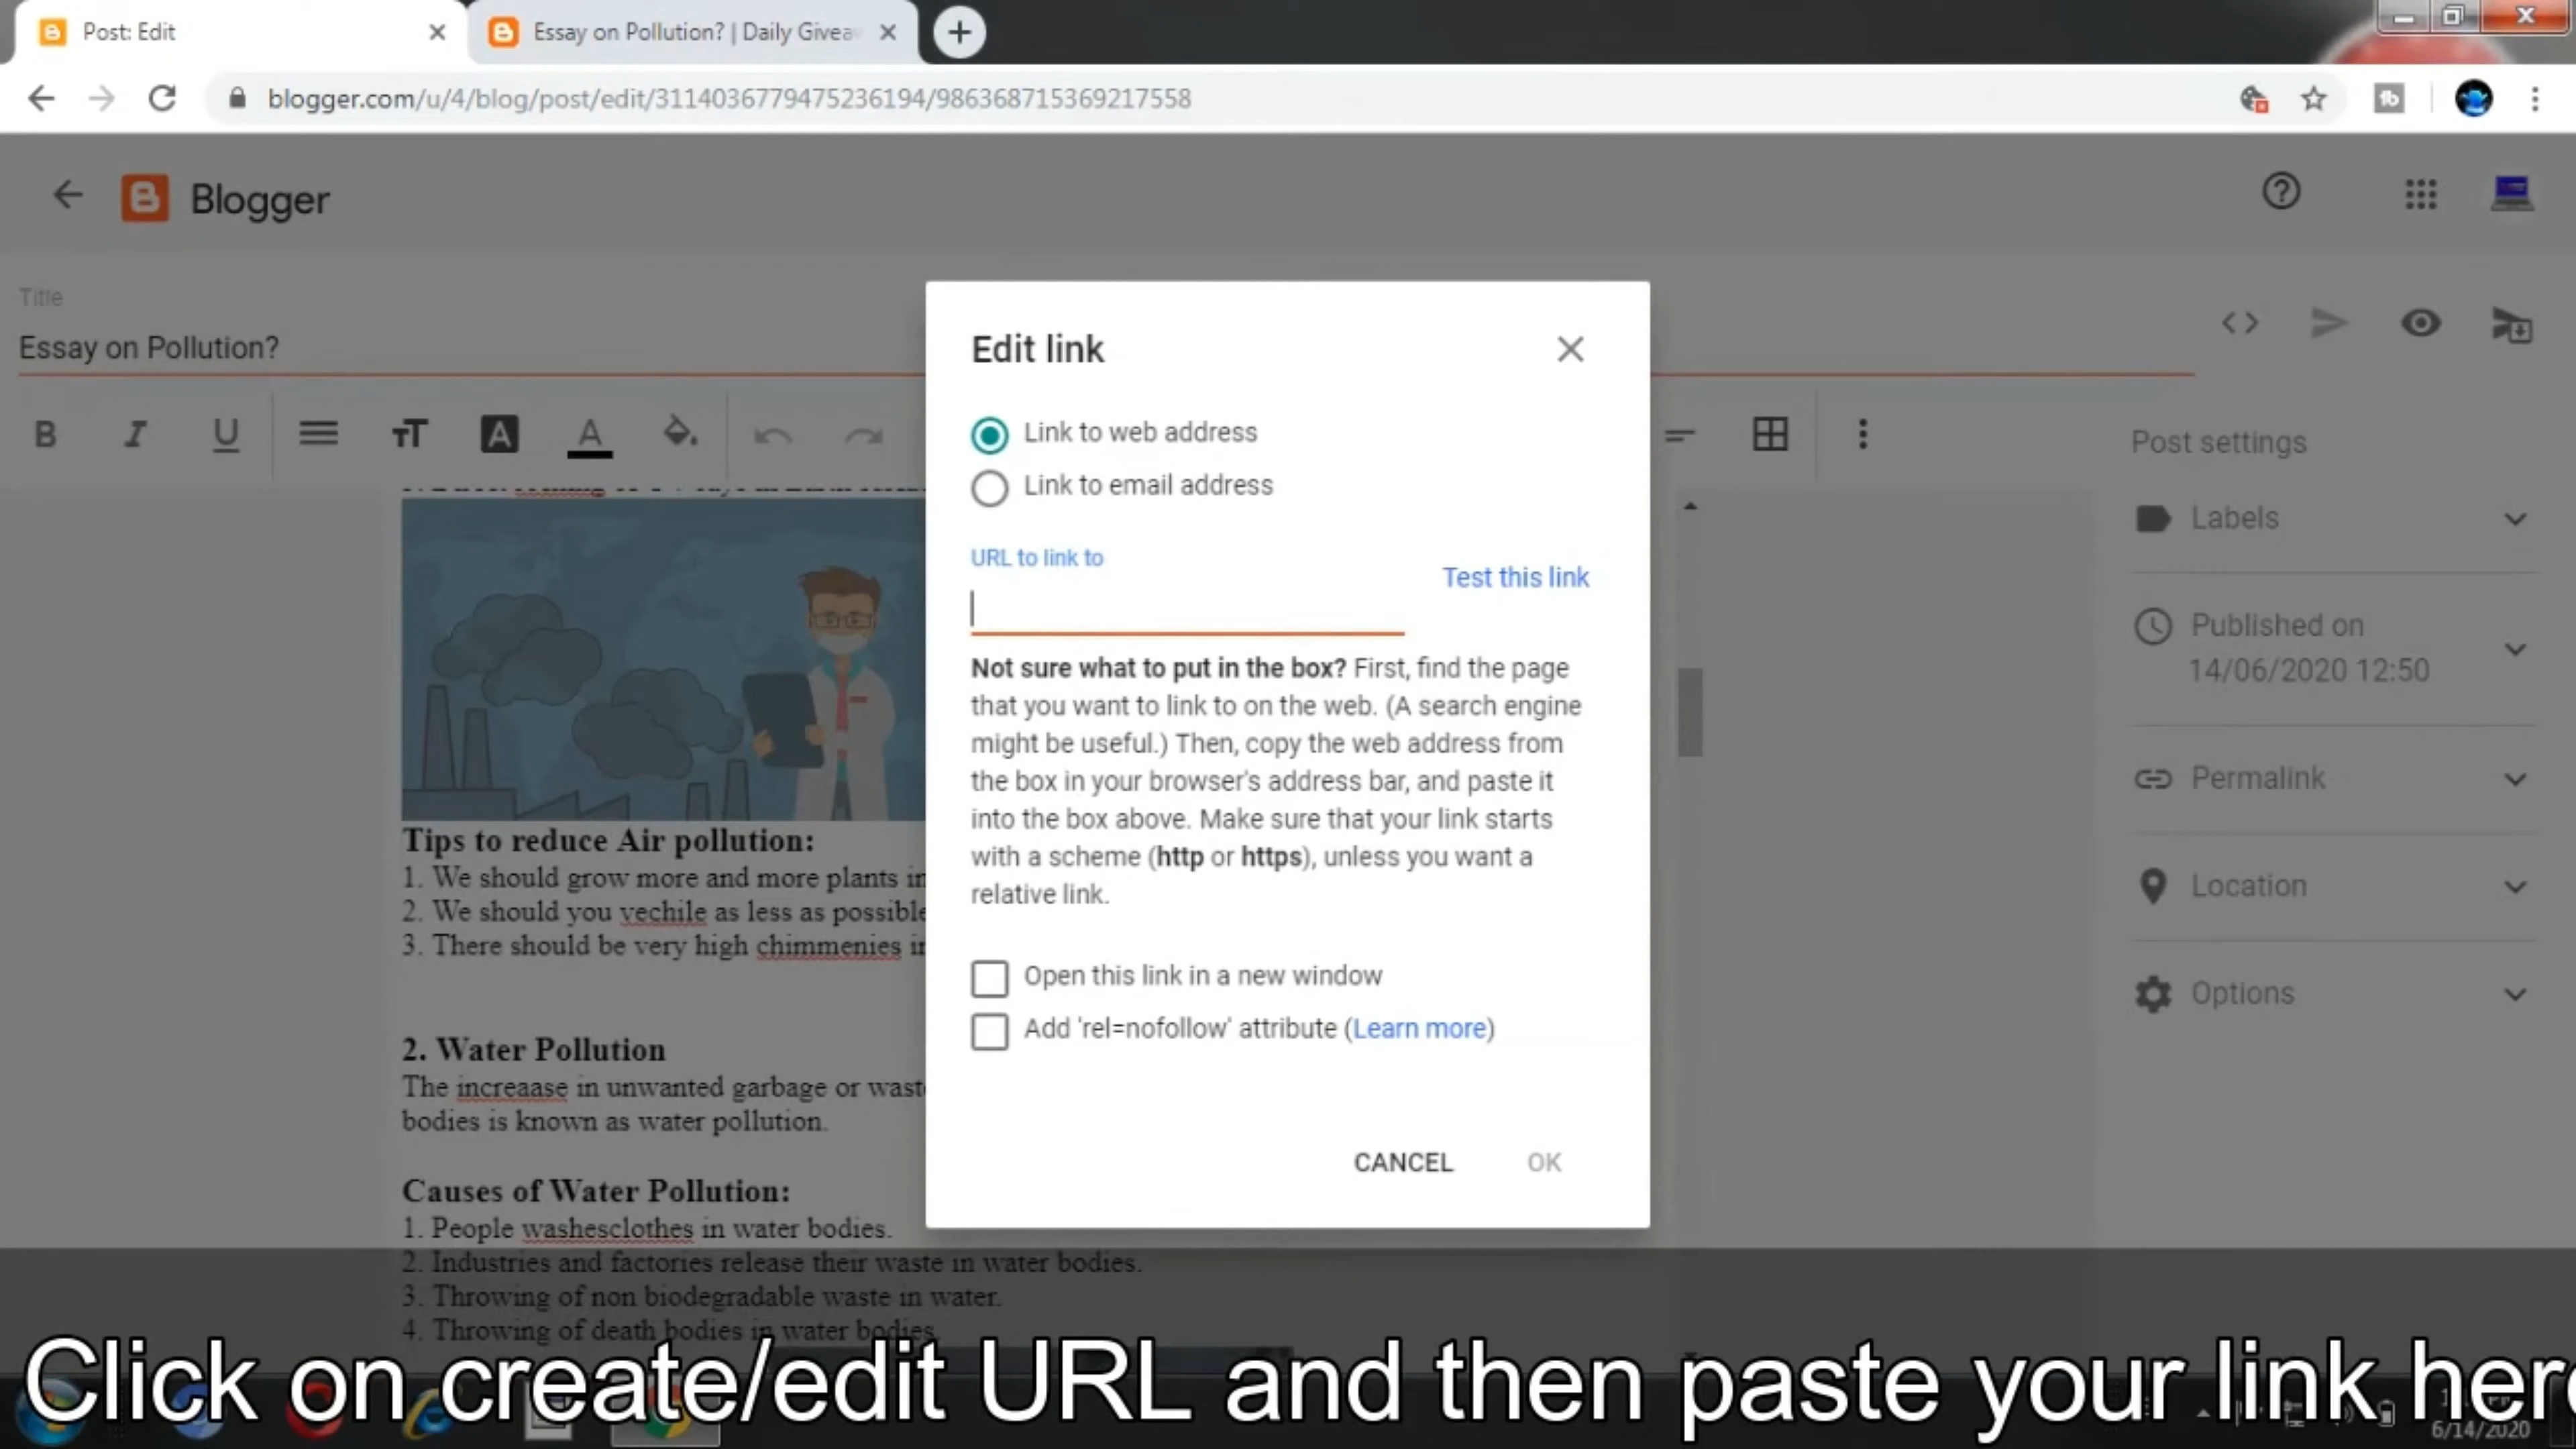 Post: Edit
Essay on Pollution? | Daily Givea
blogger.com/u/4/blog/post/edit/3114036779475236194/986368715369217558
Blogger
Title
Essay on Pollution?
B I U TT A A
Post settings
Labels
Published on
14/06/2020 12:50
Permalink
Location
Options
Edit link
Link to web address
Link to email address
URL to link to
Test this link
Not sure what to put in the box? First, find the page
that you want to link to on the web. (A search engine
might be useful.) Then, copy the web address from
the box in your browser's address bar, and paste it
into the box above. Make sure that your link starts
with a scheme (http or https), unless you want a
relative link.
Open this link in a new window
Add 'rel=nofollow' attribute (Learn more)
CANCEL OK
Tips to reduce Air pollution:
1. We should grow more and more plants in
2. We should you vechile as less as possible
3. There should be very high chimmenies in
2. Water Pollution
The increaase in unwanted garbage or waste
bodies is known as water pollution.
Causes of Water Pollution:
1. People washesclothes in water bodies.
2. Industries and factories release their waste in water bodies.
3. Throwing of non biodegradable waste in water.
4. Throwing of death bodies in water bodies.
Click on create/edit URL and then paste your link here
6/14/2020